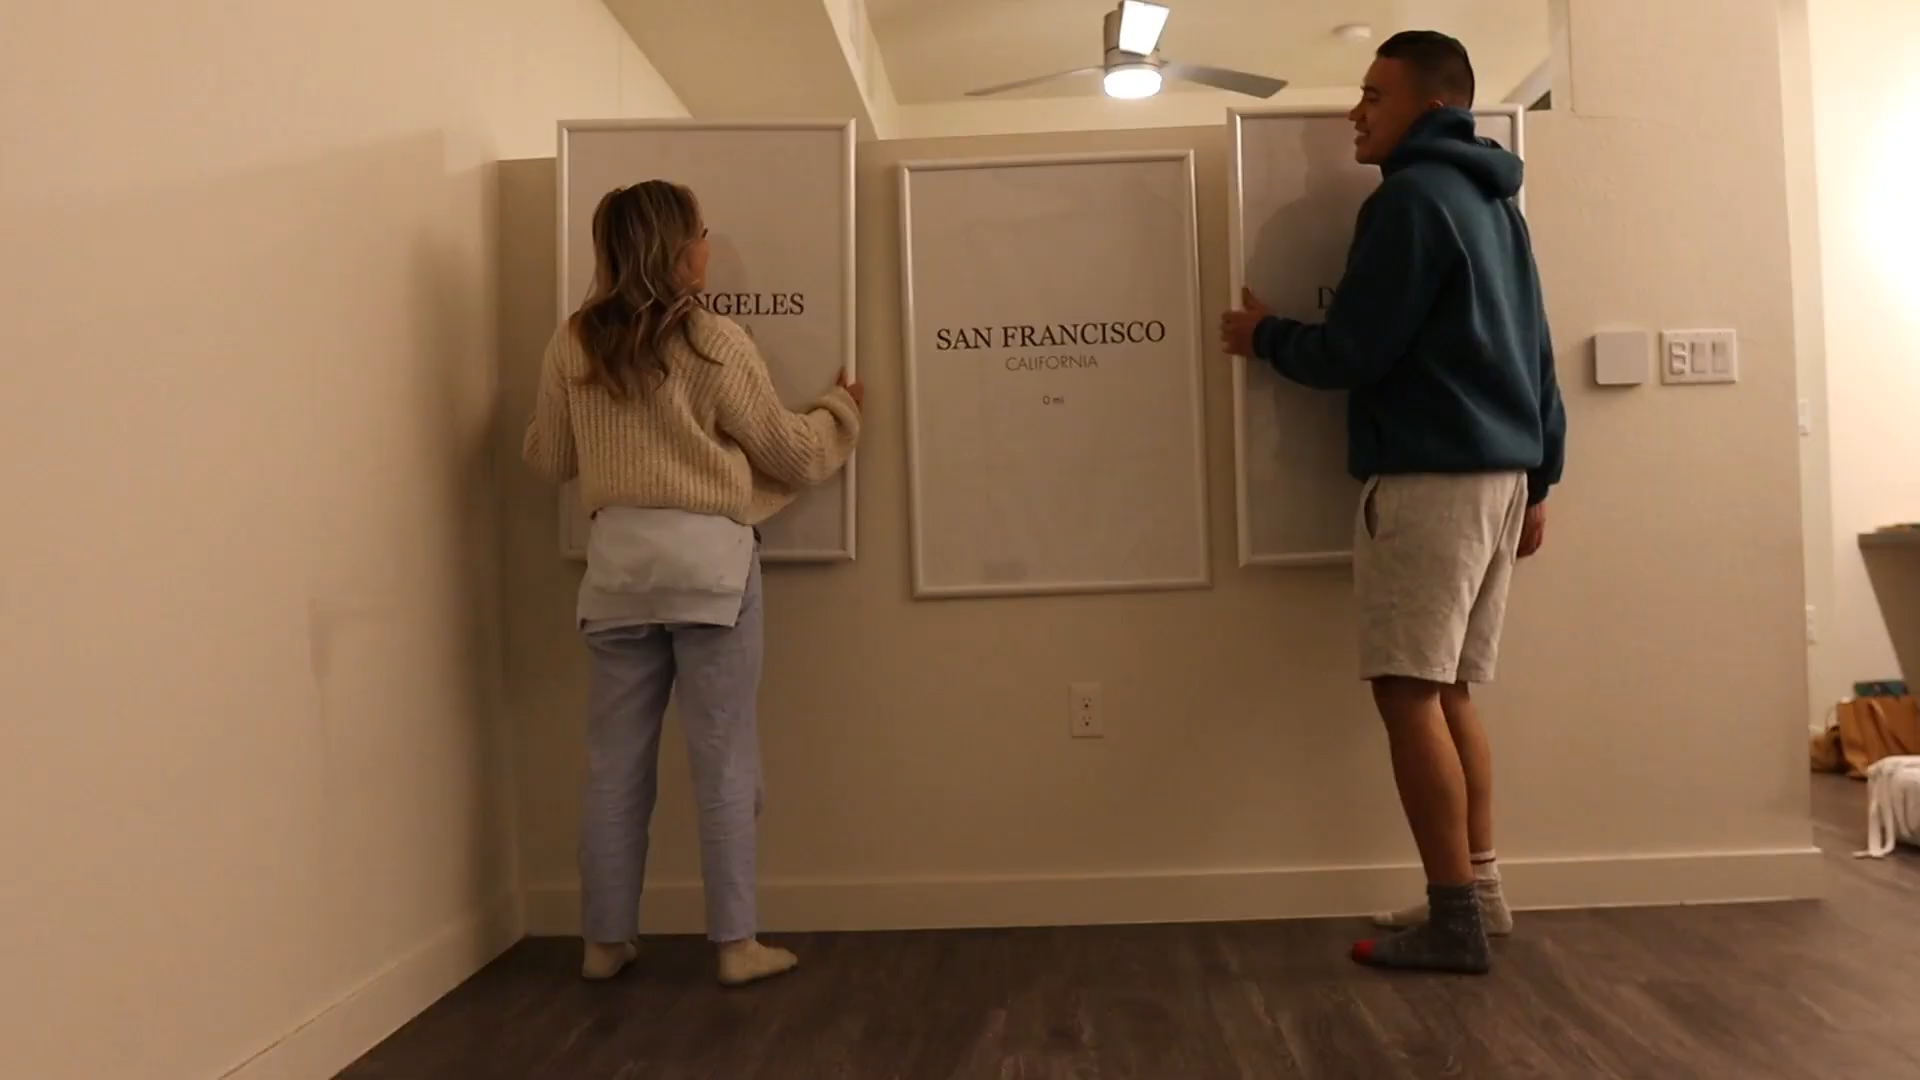 NGELES
A
SAN FRANCISCO
CALIFORNIA
0 mi
D